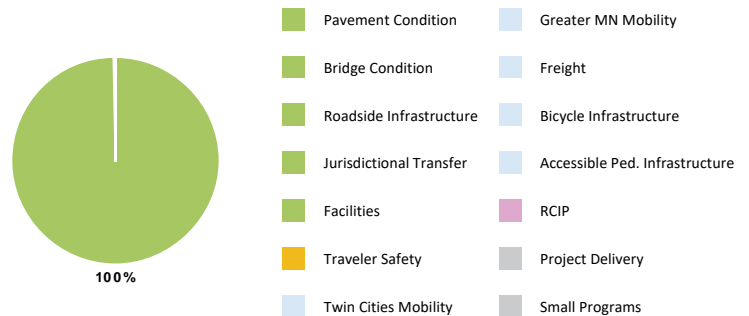 100%
Pavement Condition
Bridge Condition
Roadside Infrastructure
Jurisdictional Transfer
Facilities
Traveler Safety
Twin Cities Mobility
Greater MN Mobility
Freight
Bicycle Infrastructure
Accessible Ped. Infrastructure
RCIP
Project Delivery
Small Programs